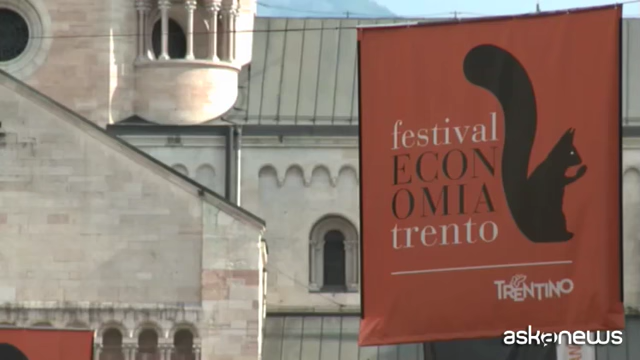 festival
ECON
OMIA
trento
TRENTINO
askanews